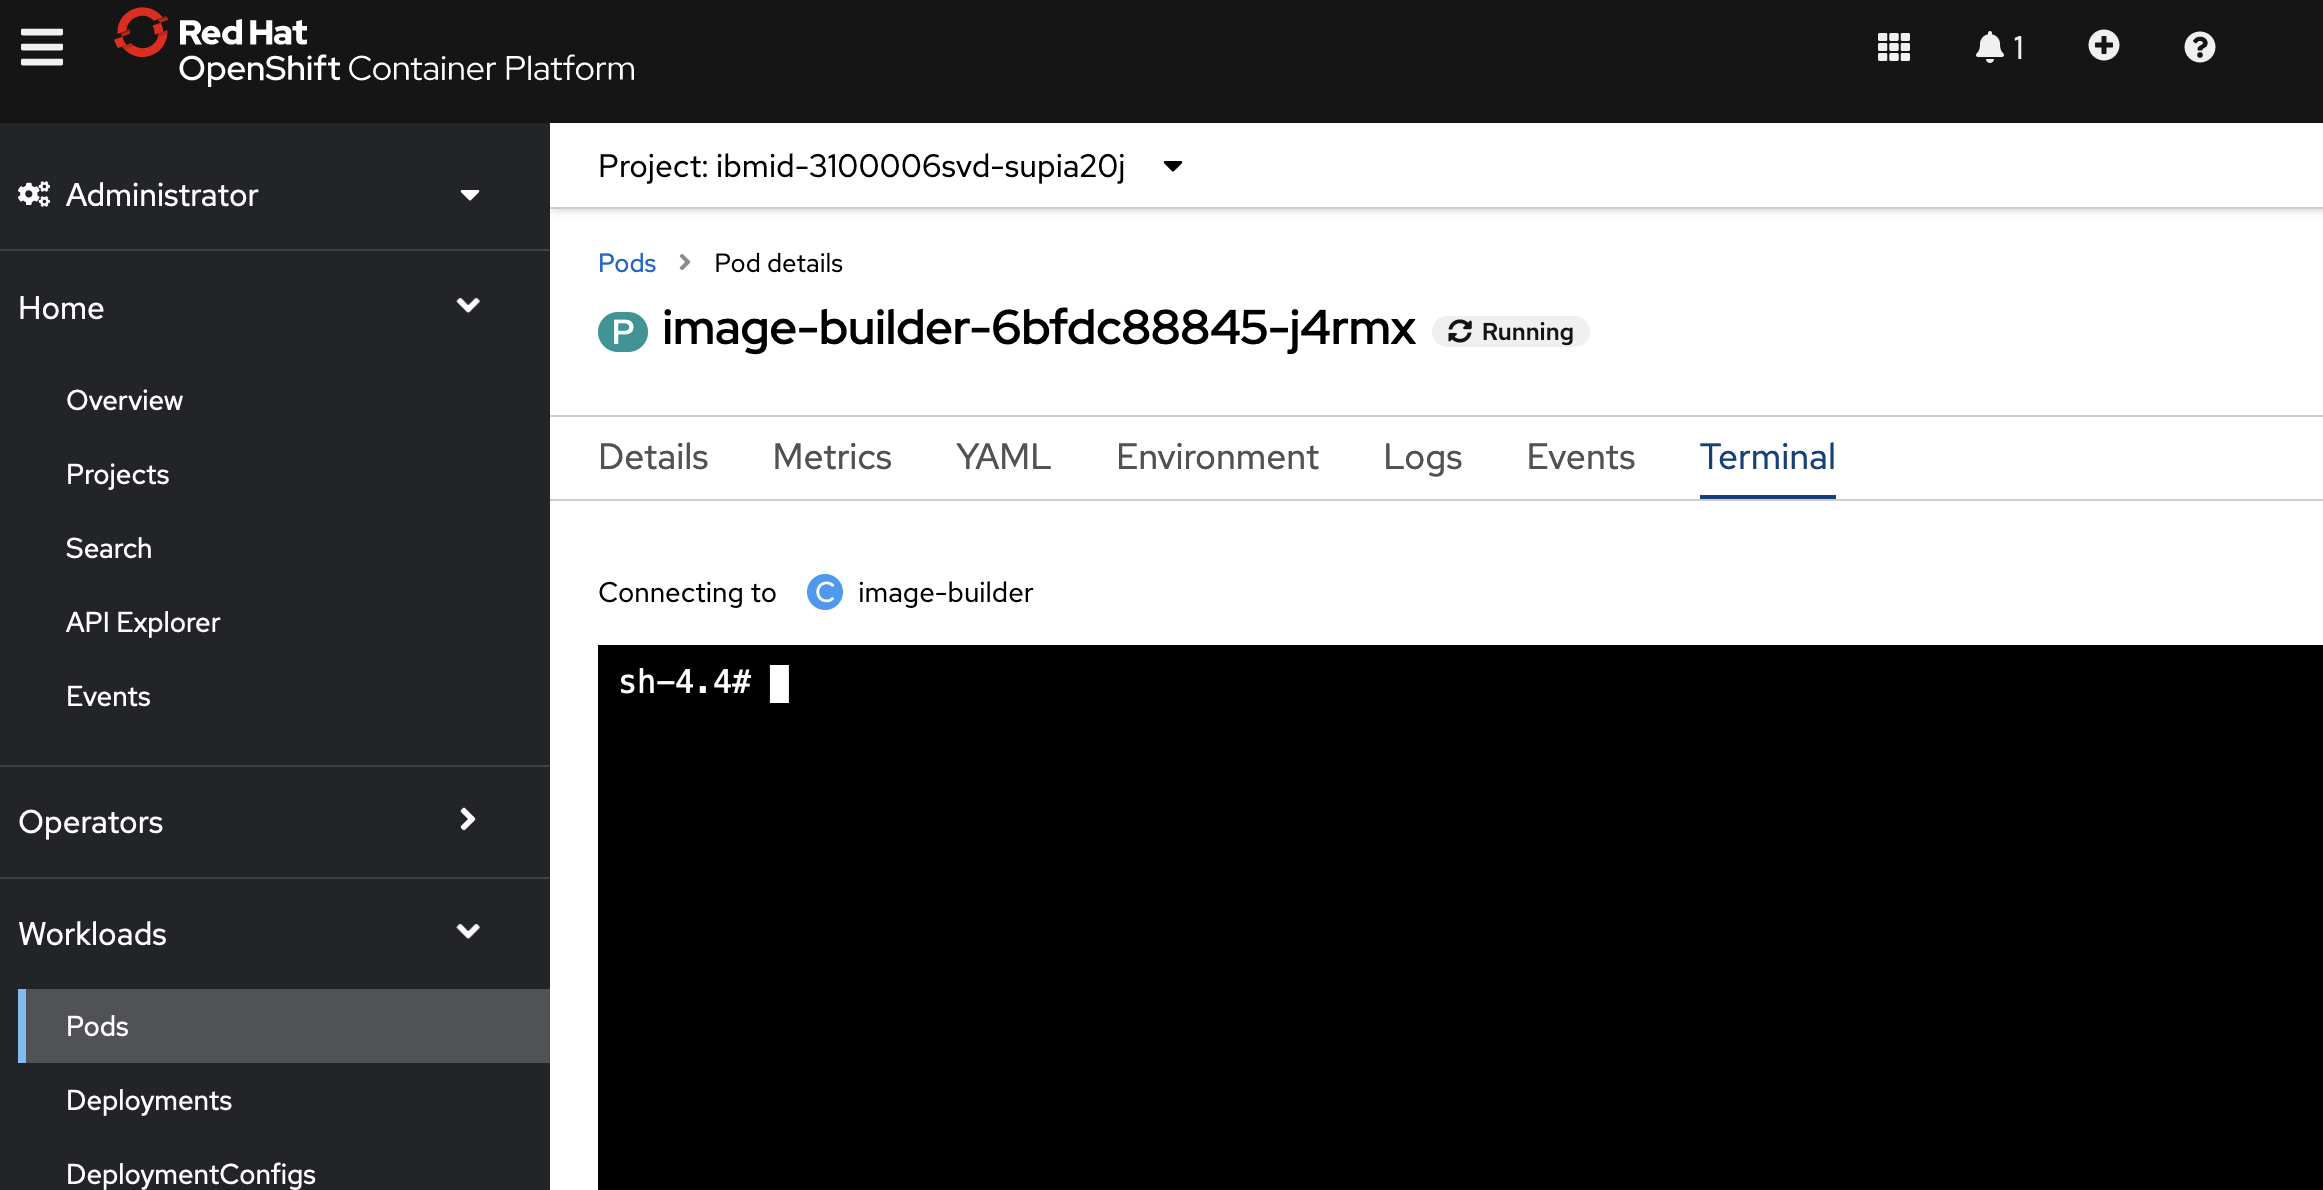 Red Hat
OpenShift Container Platform
1
Administrator
Home
Overview
Projects
Search
API Explorer
Events
Operators
Workloads
Pods
Deployments
DeploymentConfigs
Project: ibmid-3100006svd-supia20j
Pods > Pod details
P image-builder-6bfdc88845-j4rmx Running
Details Metrics YAML Environment Logs Events Terminal
Connecting to C image-builder
sh-4.4#